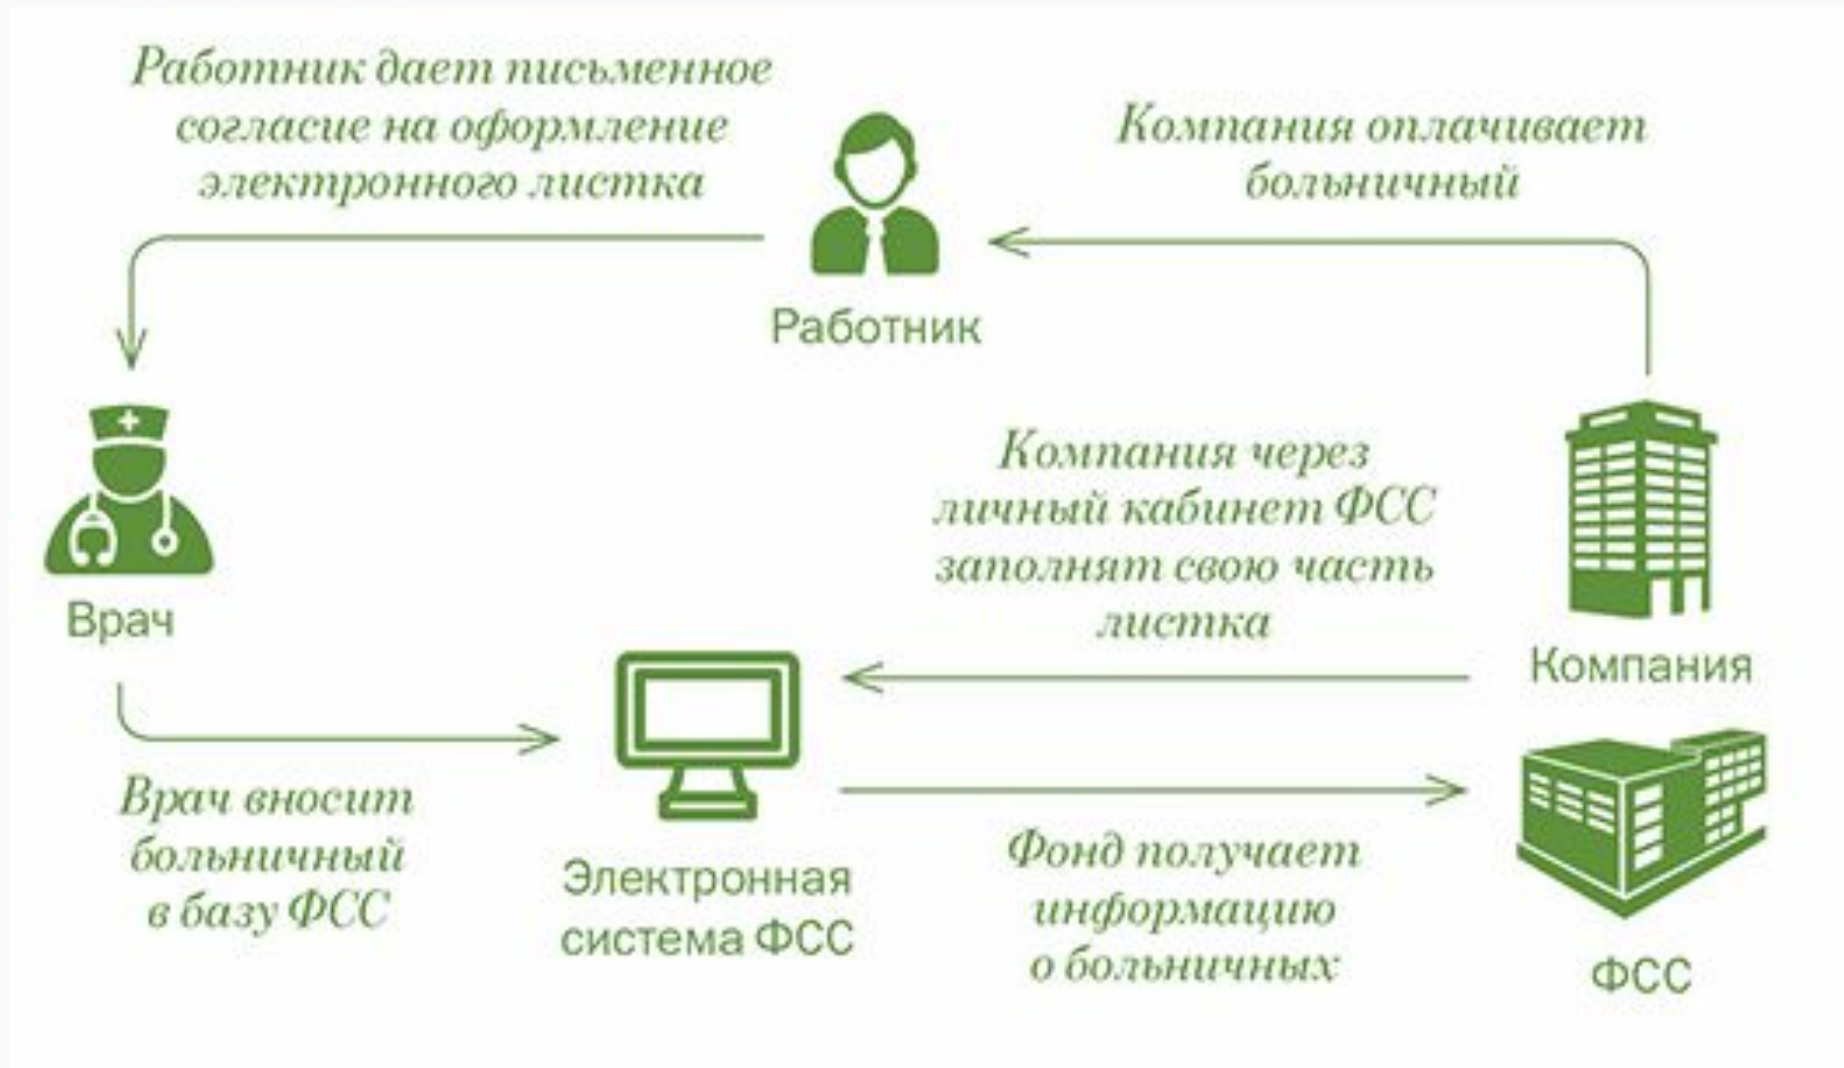 Работник дает письменное
согласие на оформление
электронного листка
Компания оплачивает
больничный
Работник
Врач
Компания через
личный кабинет ФСС
заполнят свою часть
листка
Компания
Врач вносит
больничный
в базу ФСС
Электронная
система ФСС
Фонд получает
информацию
о больничных
ФСС